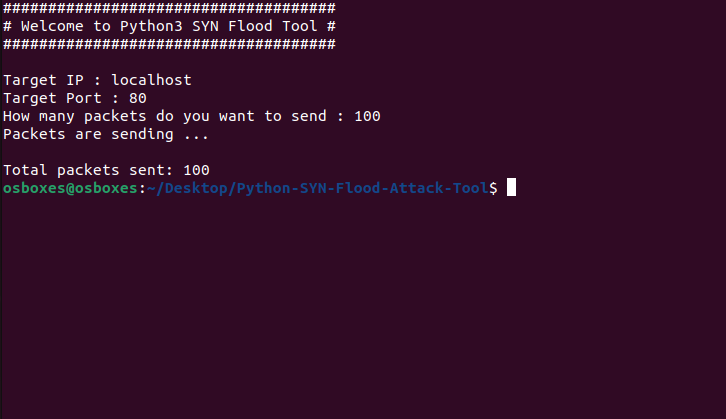 #####################################
# Welcome to Python3 SYN Flood Tool #
#####################################
Target IP : localhost
Target Port : 80
How many packets do you want to send : 100
Packets are sending ...
Total packets sent: 100
osboxes@osboxes:~/Desktop/Python-SYN-Flood-Attack-Tool$